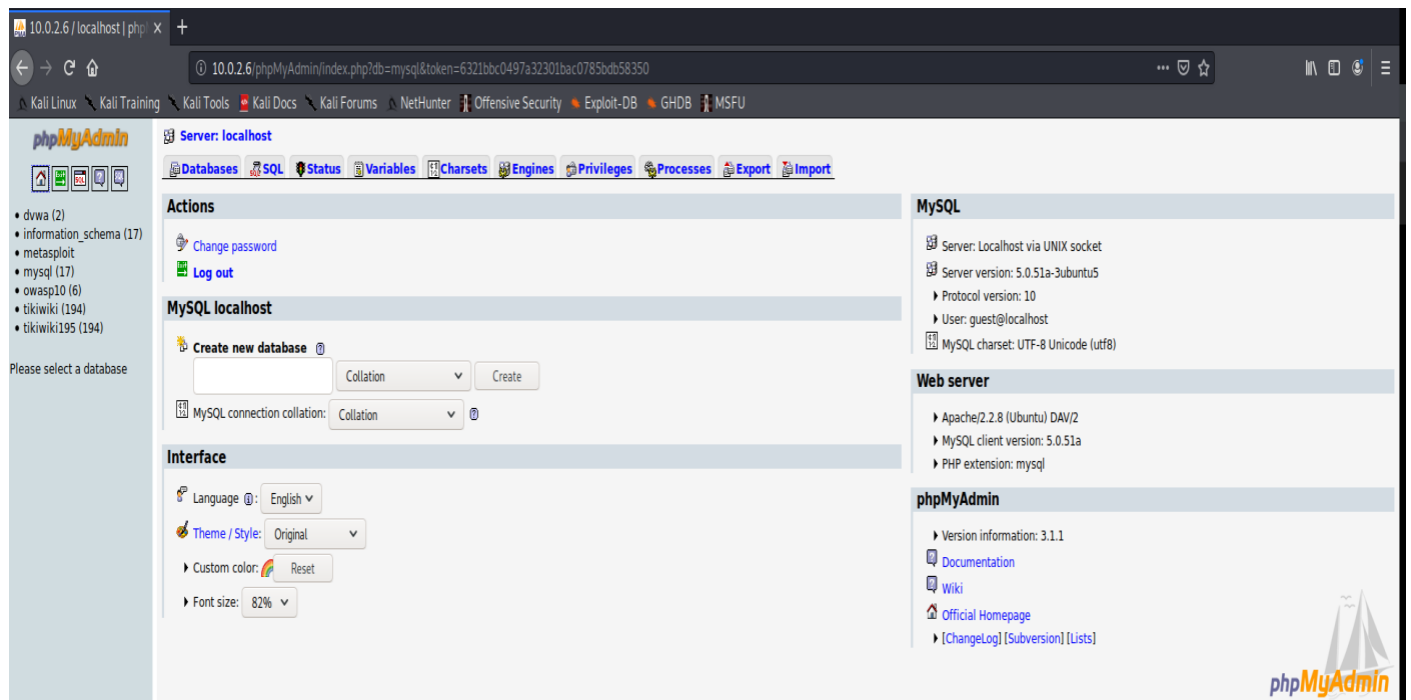 10.0.2.6 / localhost | php
10.0.2.6/phpMyAdmin/index.php?db=mysql&token=6321bbc0497a32301bac0785bdb58350
Kali Linux Kali Training Kali Tools Kali Docs Kali Forums NetHunter Offensive Security Exploit-DB GHDB MSFU
phpMyAdmin
dvwa (2)
information_schema (17)
metasploit
mysql (17)
owasp10 (6)
tikiwiki (194)
tikiwiki195 (194)
Please select a database
Server: localhost
Databases SQL Status Variables Charsets Engines Privileges Processes Export Import
Actions
Change password
Log out
MySQL localhost
Create new database
Collation Create
MySQL connection collation: Collation
Interface
Language : English
Theme / Style: Original
Custom color: Reset
Font size: 82%
MySQL
Server: Localhost via UNIX socket
Server version: 5.0.51a-3ubuntu5
Protocol version: 10
User: guest@localhost
MySQL charset: UTF-8 Unicode (utf8)
Web server
Apache/2.2.8 (Ubuntu) DAV/2
MySQL client version: 5.0.51a
PHP extension: mysql
phpMyAdmin
Version information: 3.1.1
Documentation
Wiki
Official Homepage
[ChangeLog] [Subversion] [Lists]
phpMyAdmin